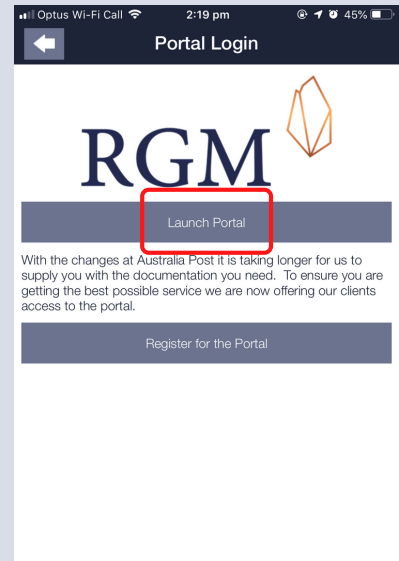 Optus Wi-Fi Call 2:19 pm 45%
Portal Login
RGM
Launch Portal
With the changes at Australia Post it is taking longer for us to
supply you with the documentation you need. To ensure you are
getting the best possible service we are now offering our clients
access to the portal.
Register for the Portal